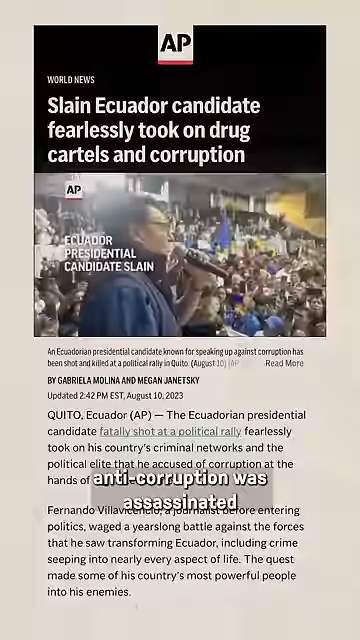 AP
WORLD NEWS
Slain Ecuador candidate
fearlessly took on drug
cartels and corruption
AP
ECUADOR
PRESIDENTIAL
CANDIDATE SLAIN
An Ecuadorian presidential candidate known for speaking up against corruption has
been shot and killed at a political rally in Quito. (August 10) (AP
Read More
BY GABRIELA MOLINA AND MEGAN JANETSKY
Updated 2:42 PM EST, August 10, 2023
QUITO, Ecuador (AP) — The Ecuadorian presidential
candidate fatally shot at a political rally fearlessly
took on his country's criminal networks and the
political elite that he accused of corruption at the
hands of
anti-corruption was
assassinated
Fernando Villavicencio, a journalist before entering
politics, waged a yearslong battle against the forces
that he saw transforming Ecuador, including crime
seeping into nearly every aspect of life. The quest
made some of his country's most powerful people
into his enemies.